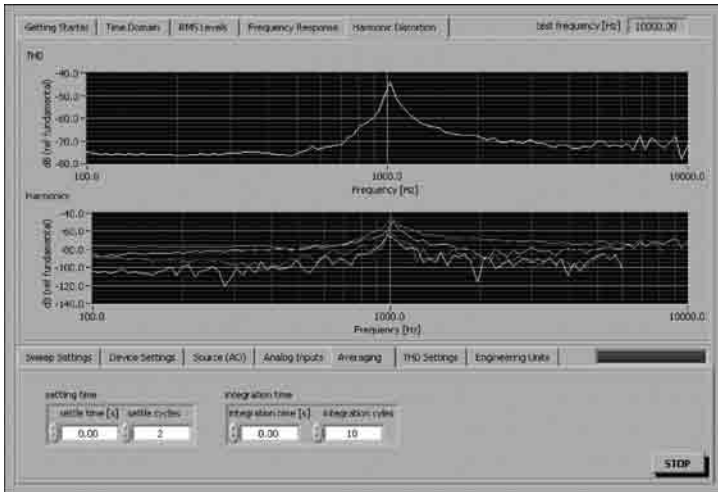 Getting Started Time Domain RMS Levels Frequency Response Harmonic Distortion test frequency [Hz] 10000.00
THD
dB (ref fundamental)
-40.0
-50.0
-60.0
-70.0
-80.0
100.0 1000.0 10000.0
Frequency [Hz]
Harmonics
dB (ref fundamental)
-40.0
-60.0
-80.0
-100.0
-120.0
-140.0
100.0 1000.0 10000.0
Frequency [Hz]
Sweep Settings Device Settings Source (AO) Analog Inputs Averaging THD Settings Engineering Units
settling time integration time
settle time [s] settle cycles integration time [s] integration cycles
0.00 2 0.00 10
STOP